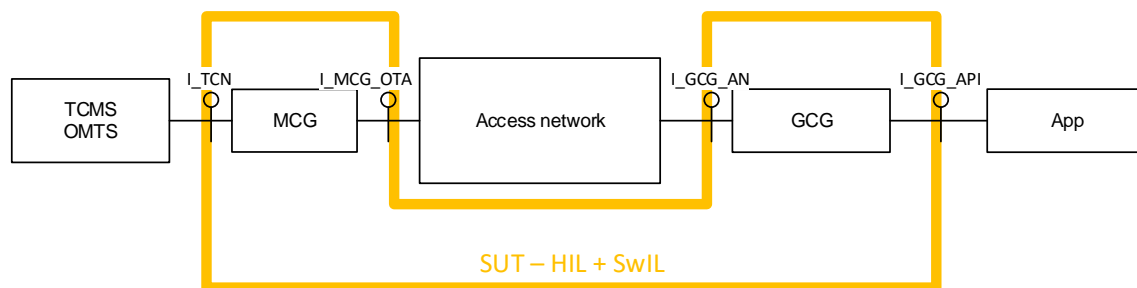 I_TCN
I_MCG_OTA
I_GCG_AN
I_GCG_API
TCMS
OMTS
MCG
Access network
GCG
App
SUT – HIL + SwIL